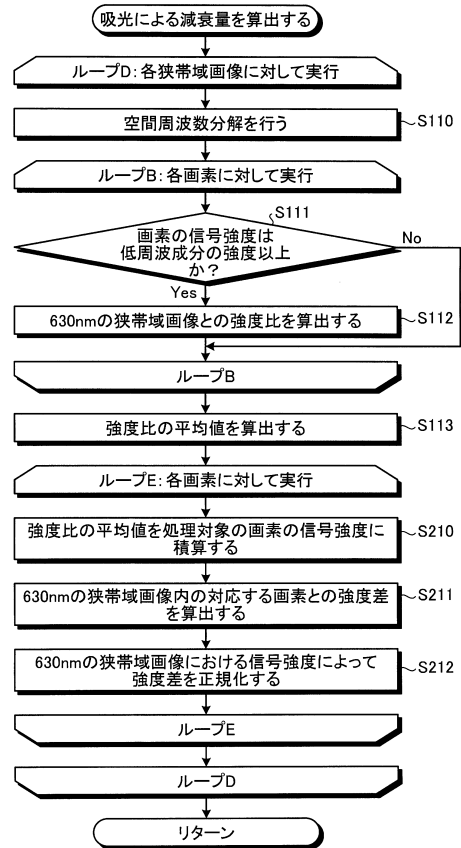 吸光による減衰量を算出する
ループD：各狭帯域画像に対して実行
空間周波数分解を行う
S110
ループB：各画素に対して実行
S111
画素の信号強度は
低周波成分の強度以上
か？
No
Yes
630nmの狭帯域画像との強度比を算出する
S112
ループB
強度比の平均値を算出する
S113
ループE：各画素に対して実行
強度比の平均値を処理対象の画素の信号強度に
積算する
S210
630nmの狭帯域画像内の対応する画素との強度差
を算出する
S211
630nmの狭帯域画像における信号強度によって
強度差を正規化する
S212
ループE
ループD
リターン